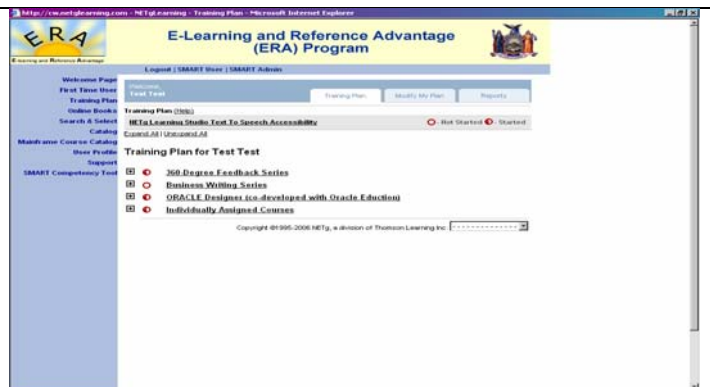 http://cw.netglearning.com - NETgLearning - Training Plan - Microsoft Internet Explorer
ERA
E-learning and Reference Advantage
E-Learning and Reference Advantage
(ERA) Program
Logout | SMART User | SMART Admin
Welcome Page
First Time User
Training Plan
Online Books
Search & Select
Catalog
Mainframe Course Catalog
User Profile
Support
SMART Competency Tool
Welcome,
Test Test
Training Plan
Modify My Plan
Reports
Training Plan (Help)
NETg Learning Studio Text To Speech Accessibility
- Not Started - Started
Expand All | Unexpand All
Training Plan for Test Test
360 Degree Feedback Series
Business Writing Series
ORACLE Designer (co-developed with Oracle Eduction)
Individually Assigned Courses
Copyright ©1995-2006 NETg, a division of Thomson Learning Inc